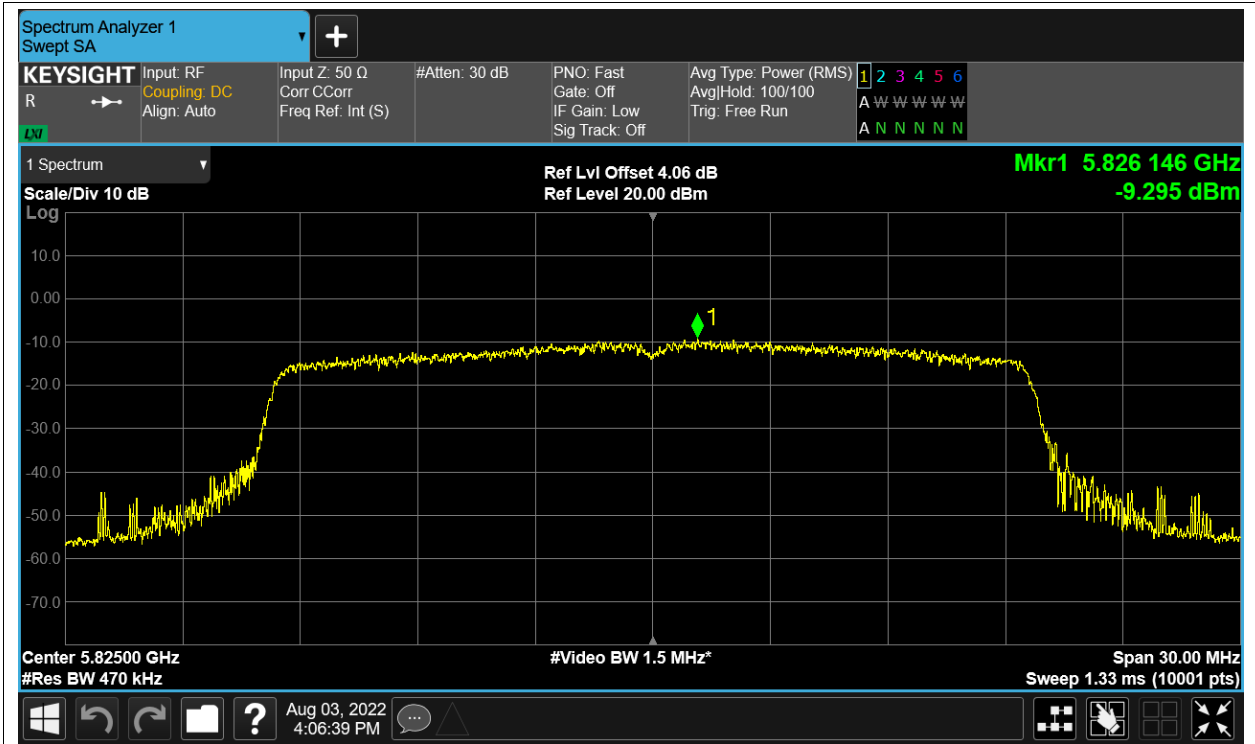 Spectrum Analyzer 1
Swept SA
+
KEYSIGHT
R
LXI
Input: RF
Coupling: DC
Align: Auto
Input Z: 50 Ω
Corr CCorr
Freq Ref: Int (S)
#Atten: 30 dB
PNO: Fast
Gate: Off
IF Gain: Low
Sig Track: Off
Avg Type: Power (RMS)
Avg|Hold: 100/100
Trig: Free Run
1 2 3 4 5 6
A W W W W W
A N N N N N
1 Spectrum
Scale/Div 10 dB
Log
Ref Lvl Offset 4.06 dB
Ref Level 20.00 dBm
Mkr1 5.826 146 GHz
-9.295 dBm
10.0
0.00
-10.0
-20.0
-30.0
-40.0
-50.0
-60.0
-70.0
1
Center 5.82500 GHz
#Res BW 470 kHz
#Video BW 1.5 MHz*
Span 30.00 MHz
Sweep 1.33 ms (10001 pts)
?
Aug 03, 2022
4:06:39 PM